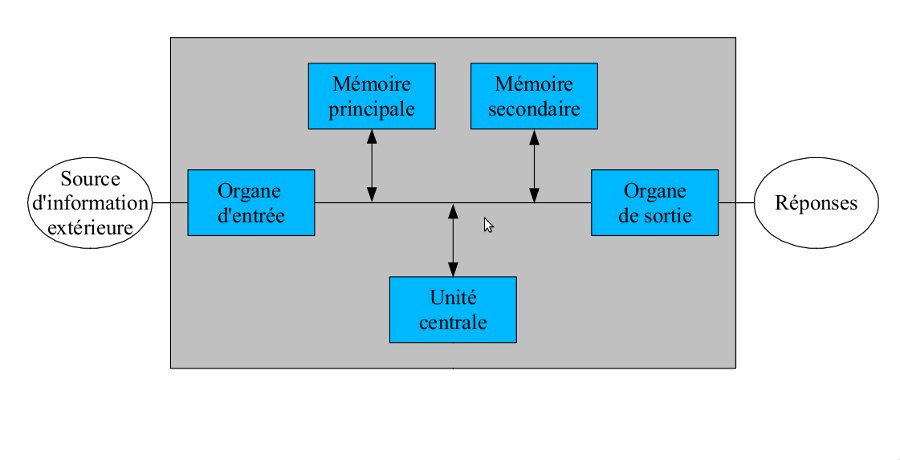 Mémoire
principale
Mémoire
secondaire
Source
d'information
extérieure
Organe
d'entrée
Organe
de sortie
Réponses
Unité
centrale